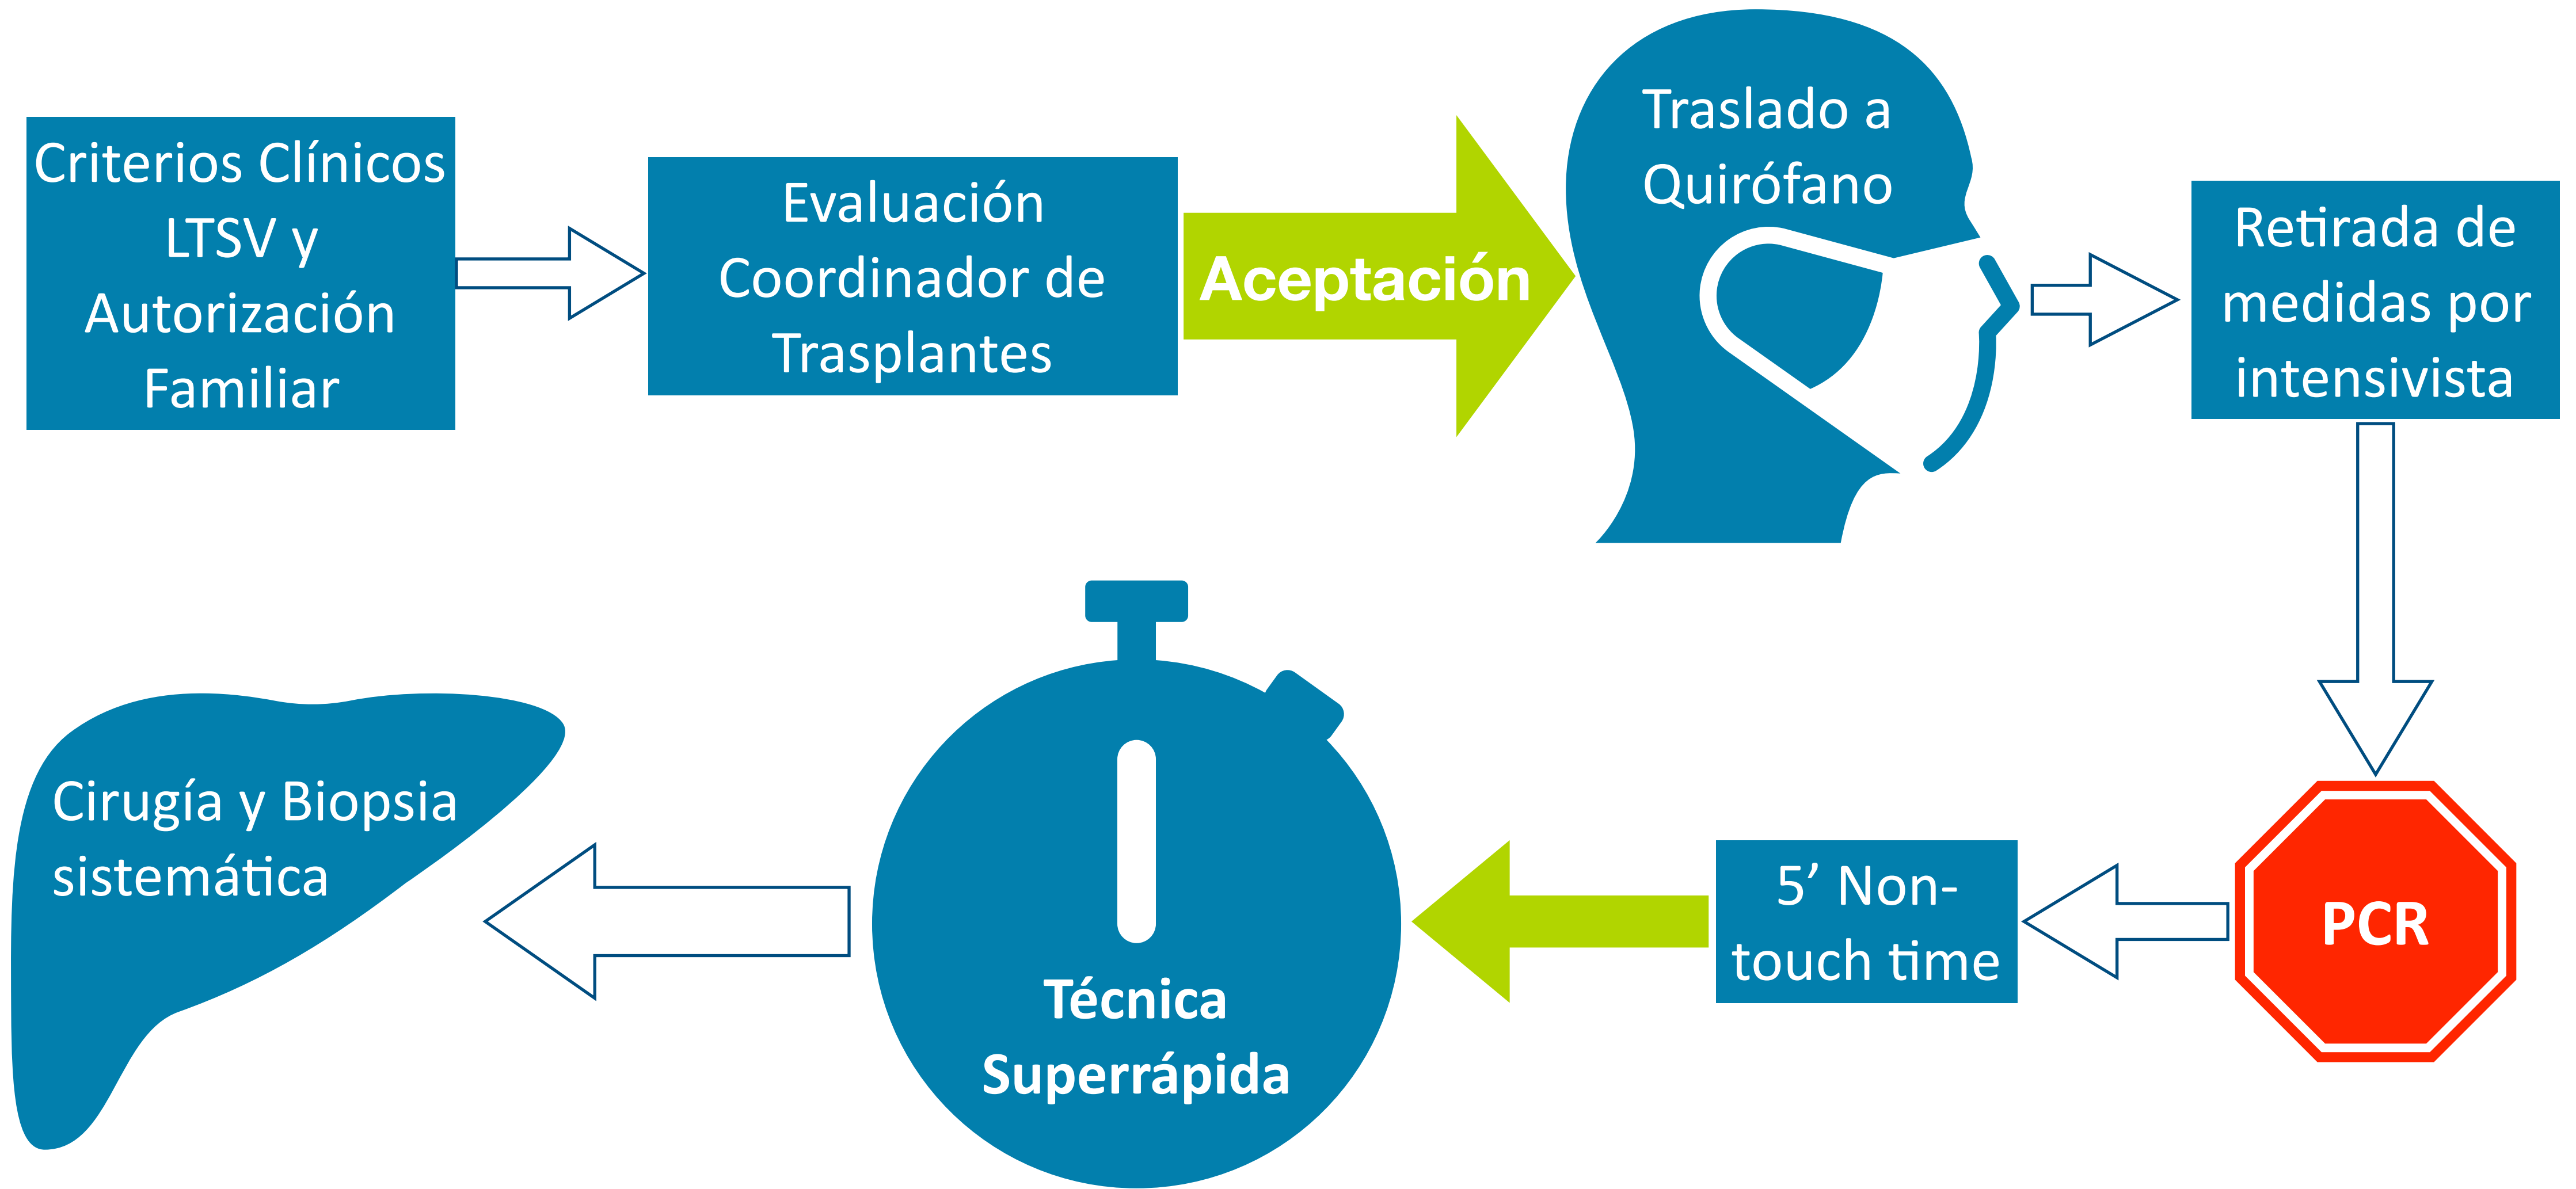 Criterios Clínicos
LTSV y
Autorización
Familiar
Evaluación
Coordinador de
Trasplantes
Aceptación
Traslado a
Quirófano
Retirada de
medidas por
intensivista
PCR
5’ Non-
touch time
Técnica
Superrápida
Cirugía y Biopsia
sistemática